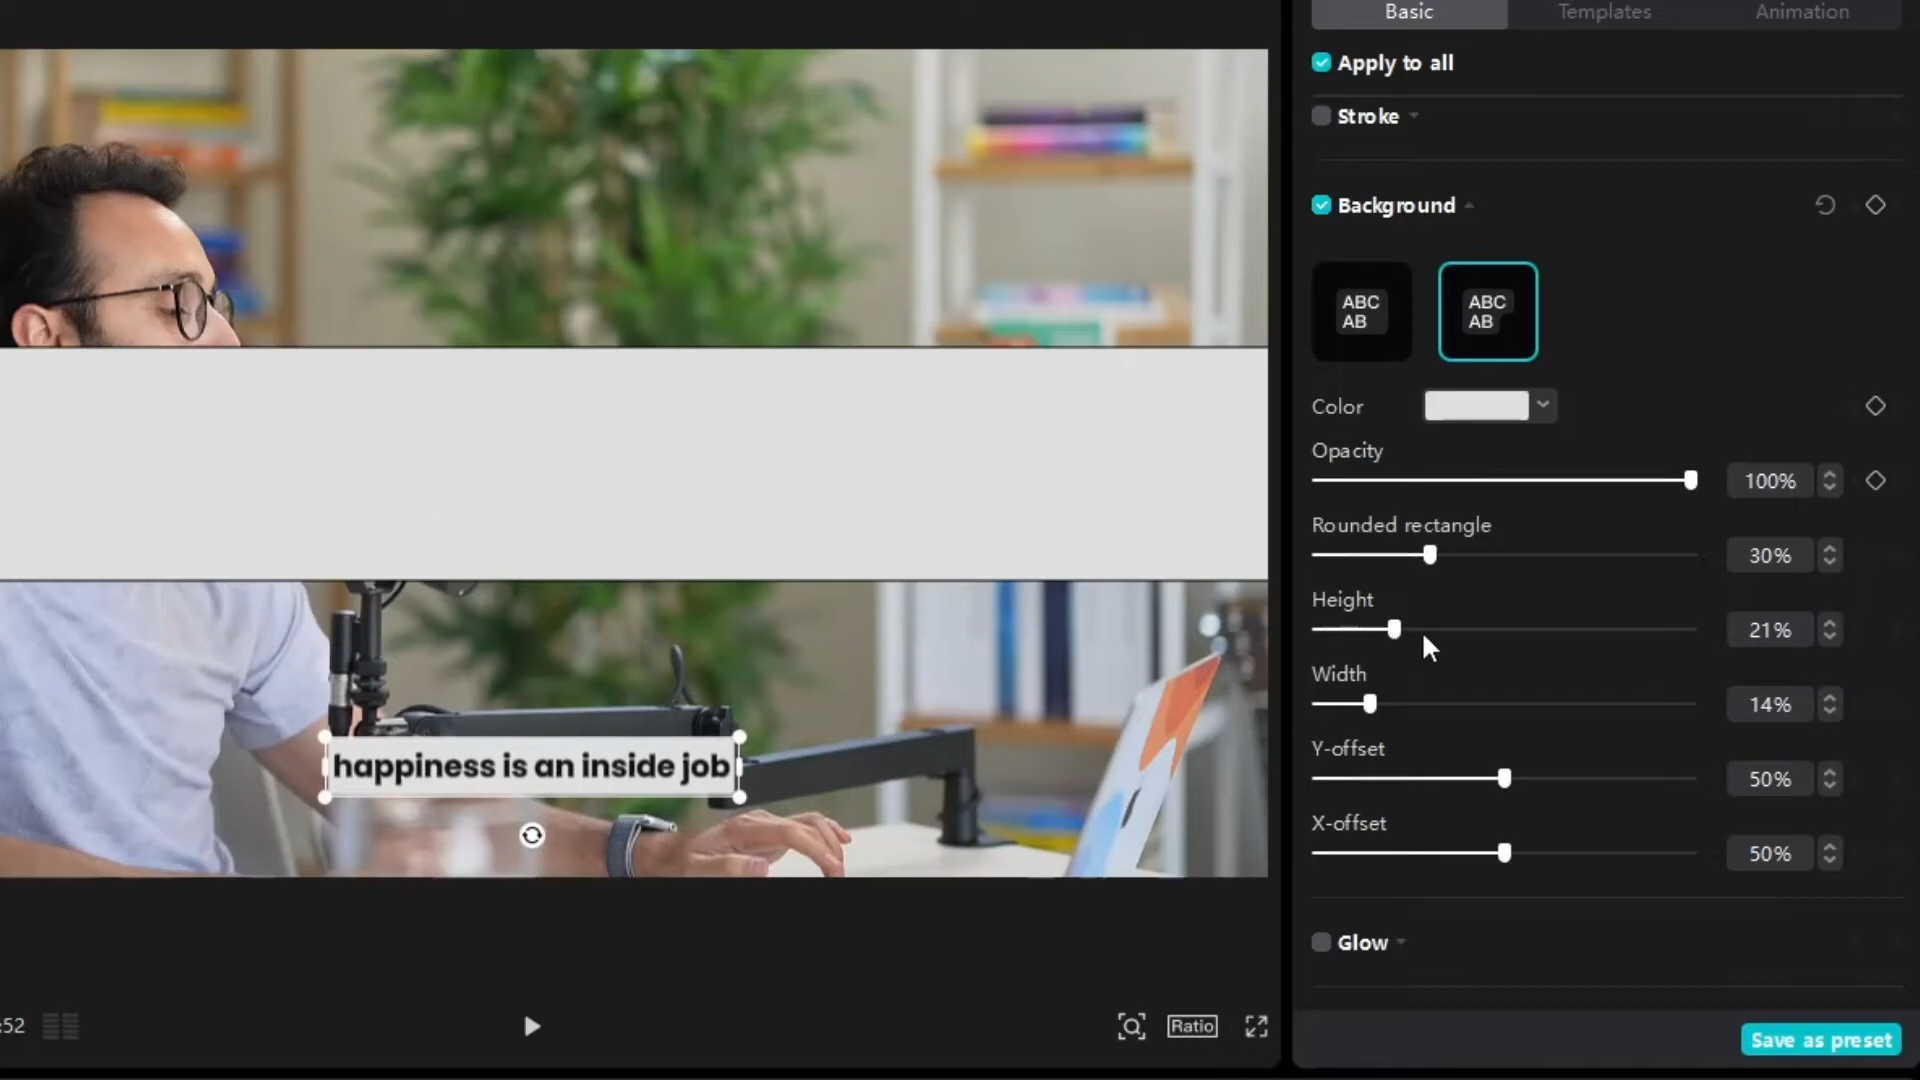 Basic Templates Animation
Apply to all
Stroke
Background
ABC
AB
ABC
AB
Color
Opacity
100%
Rounded rectangle
30%
Height
21%
Width
14%
happiness is an inside job
Y-offset
50%
X-offset
50%
Glow
:52
Ratio
Save as preset